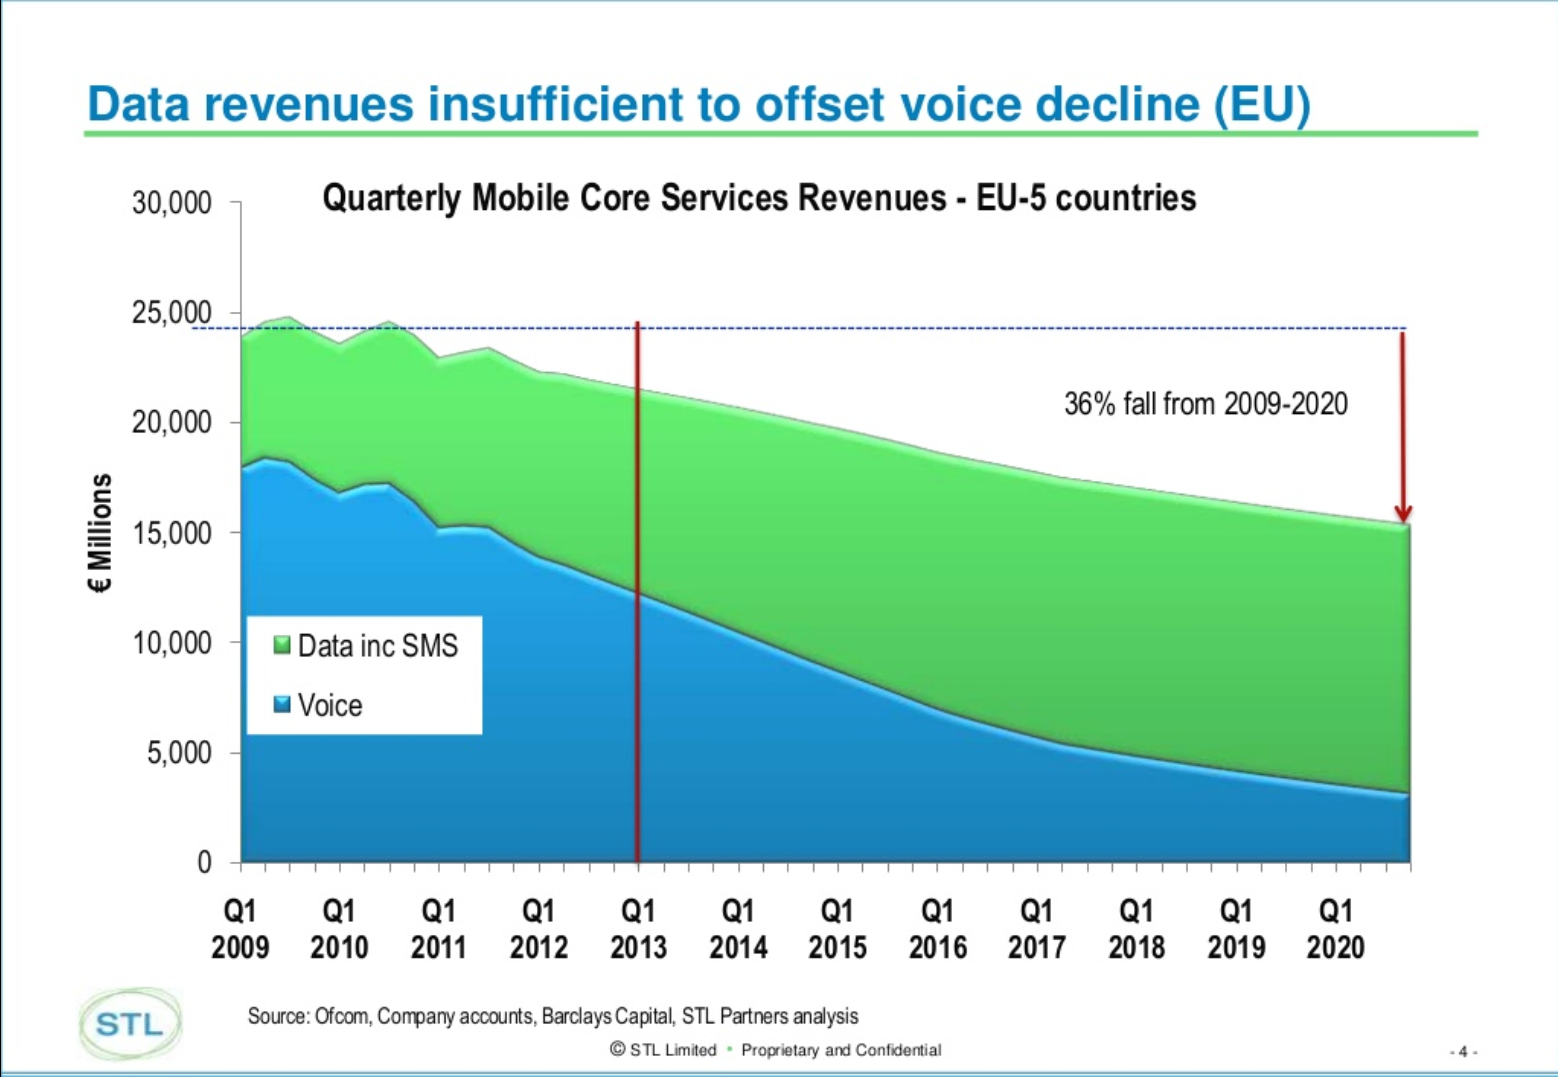 Data revenues insufficient to offset voice decline (EU)
Quarterly Mobile Core Services Revenues - EU-5 countries
30,000
25,000
20,000
15,000
10,000
5,000
0
€ Millions
36% fall from 2009-2020
Data inc SMS
Voice
Q1 Q1 Q1 Q1 Q1 Q1 Q1 Q1 Q1 Q1 Q1 Q1
2009 2010 2011 2012 2013 2014 2015 2016 2017 2018 2019 2020
STL
Source: Ofcom, Company accounts, Barclays Capital, STL Partners analysis
© STL Limited • Proprietary and Confidential
- 4 -